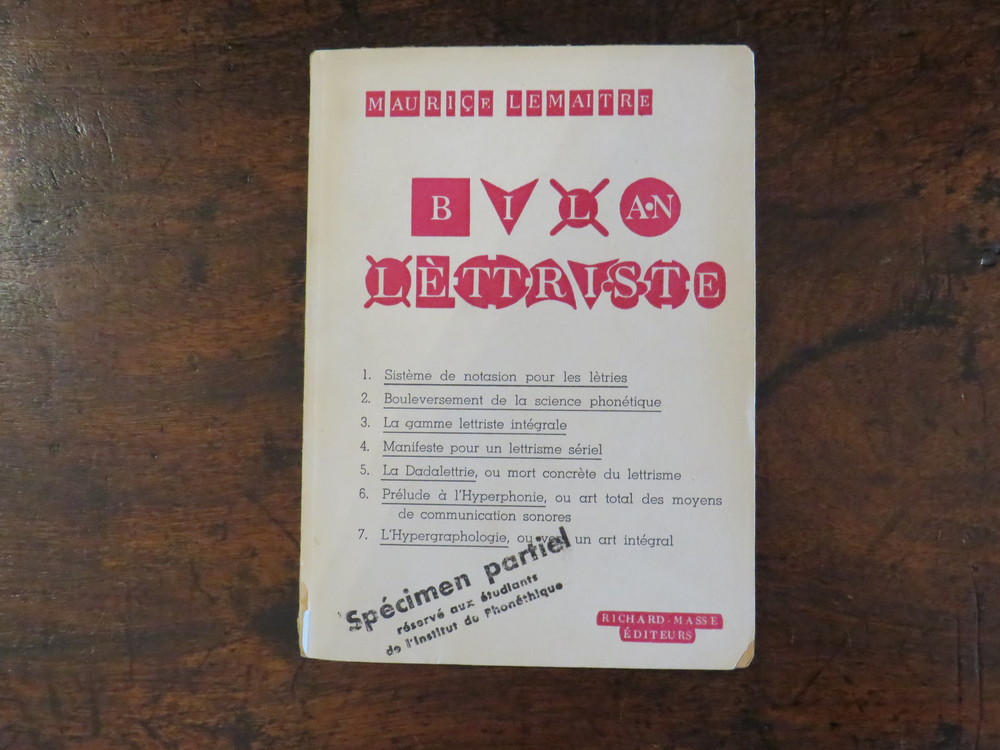 MAURIÇE LEMAITRE
BILA•N
LÈTTRISTE
1. Sistème de notasion pour les lètries
2. Bouleversement de la science phonétique
3. La gamme lettriste intégrale
4. Manifeste pour un lettrisme sériel
5. La Dadalettrie, ou mort concrète du lettrisme
6. Prélude à l'Hyperphonie, ou art total des moyens
de communication sonores
7. L'Hypergraphologie, ou vers un art intégral
Spécimen partiel
réservé aux étudiants
de l'Institut de Phonéthique
RICHARD-MASSE
ÉDITEURS